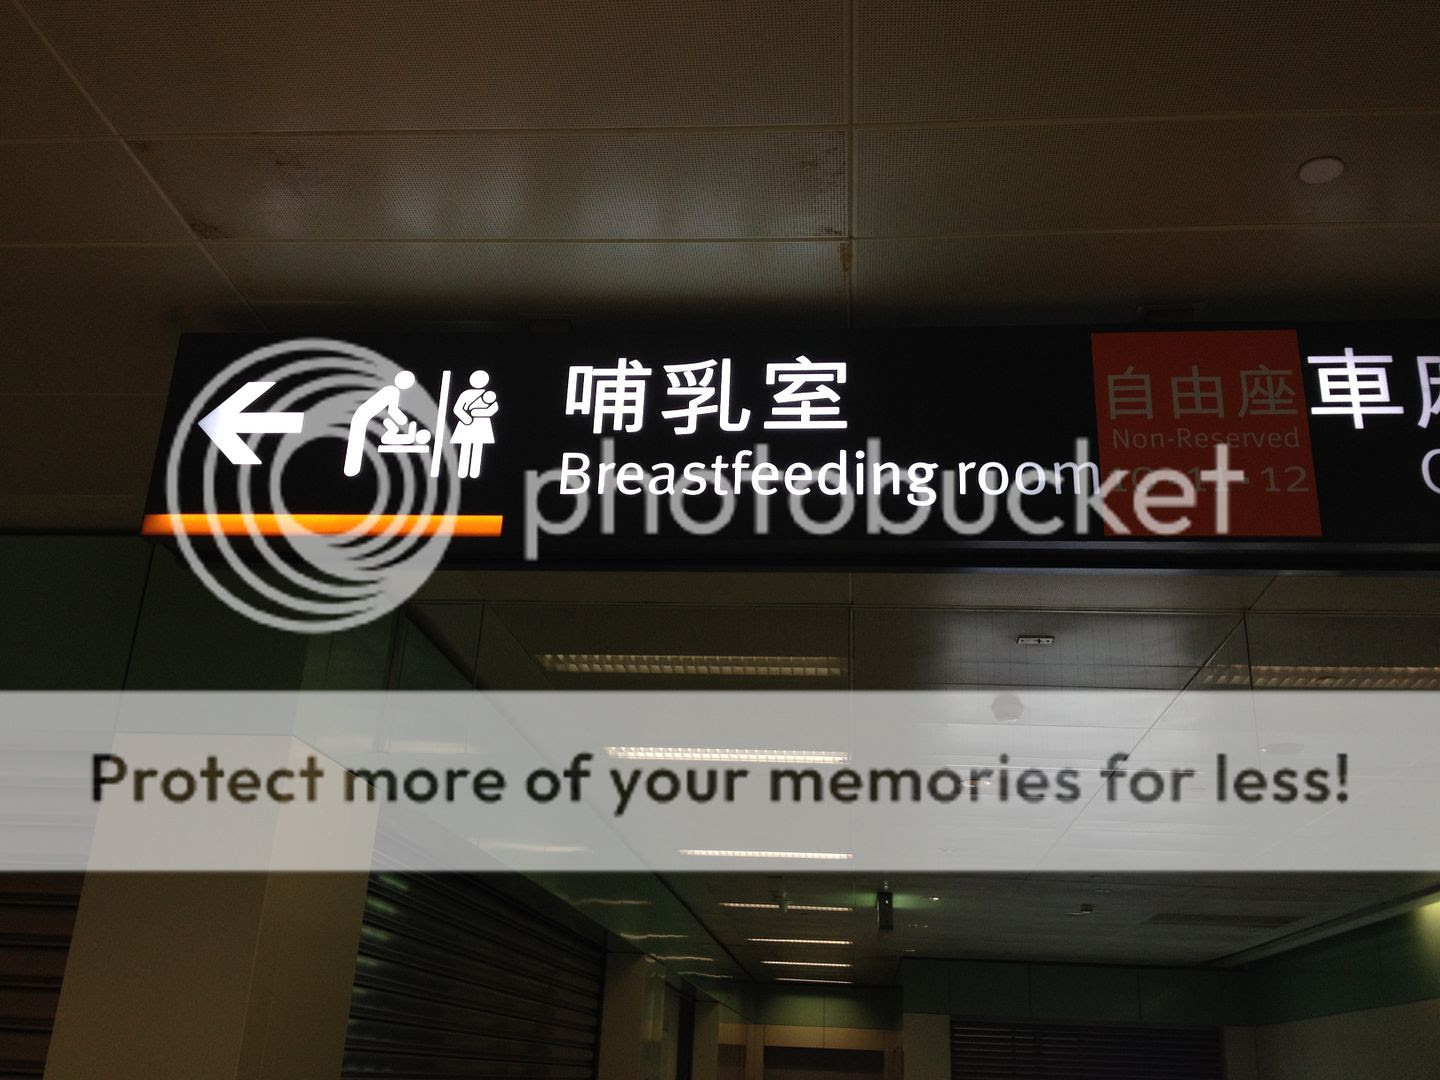 哺乳室
Breastfeeding room
自由座
Non-Reserved
車
photobucket
Protect more of your memories for less!